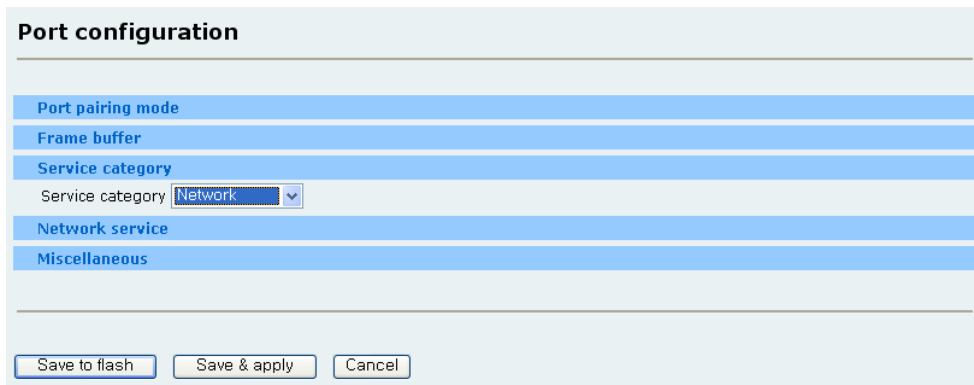 Port configuration
Port pairing mode
Frame buffer
Service category
Service category Network
Network service
Miscellaneous
Save to flash Save & apply Cancel